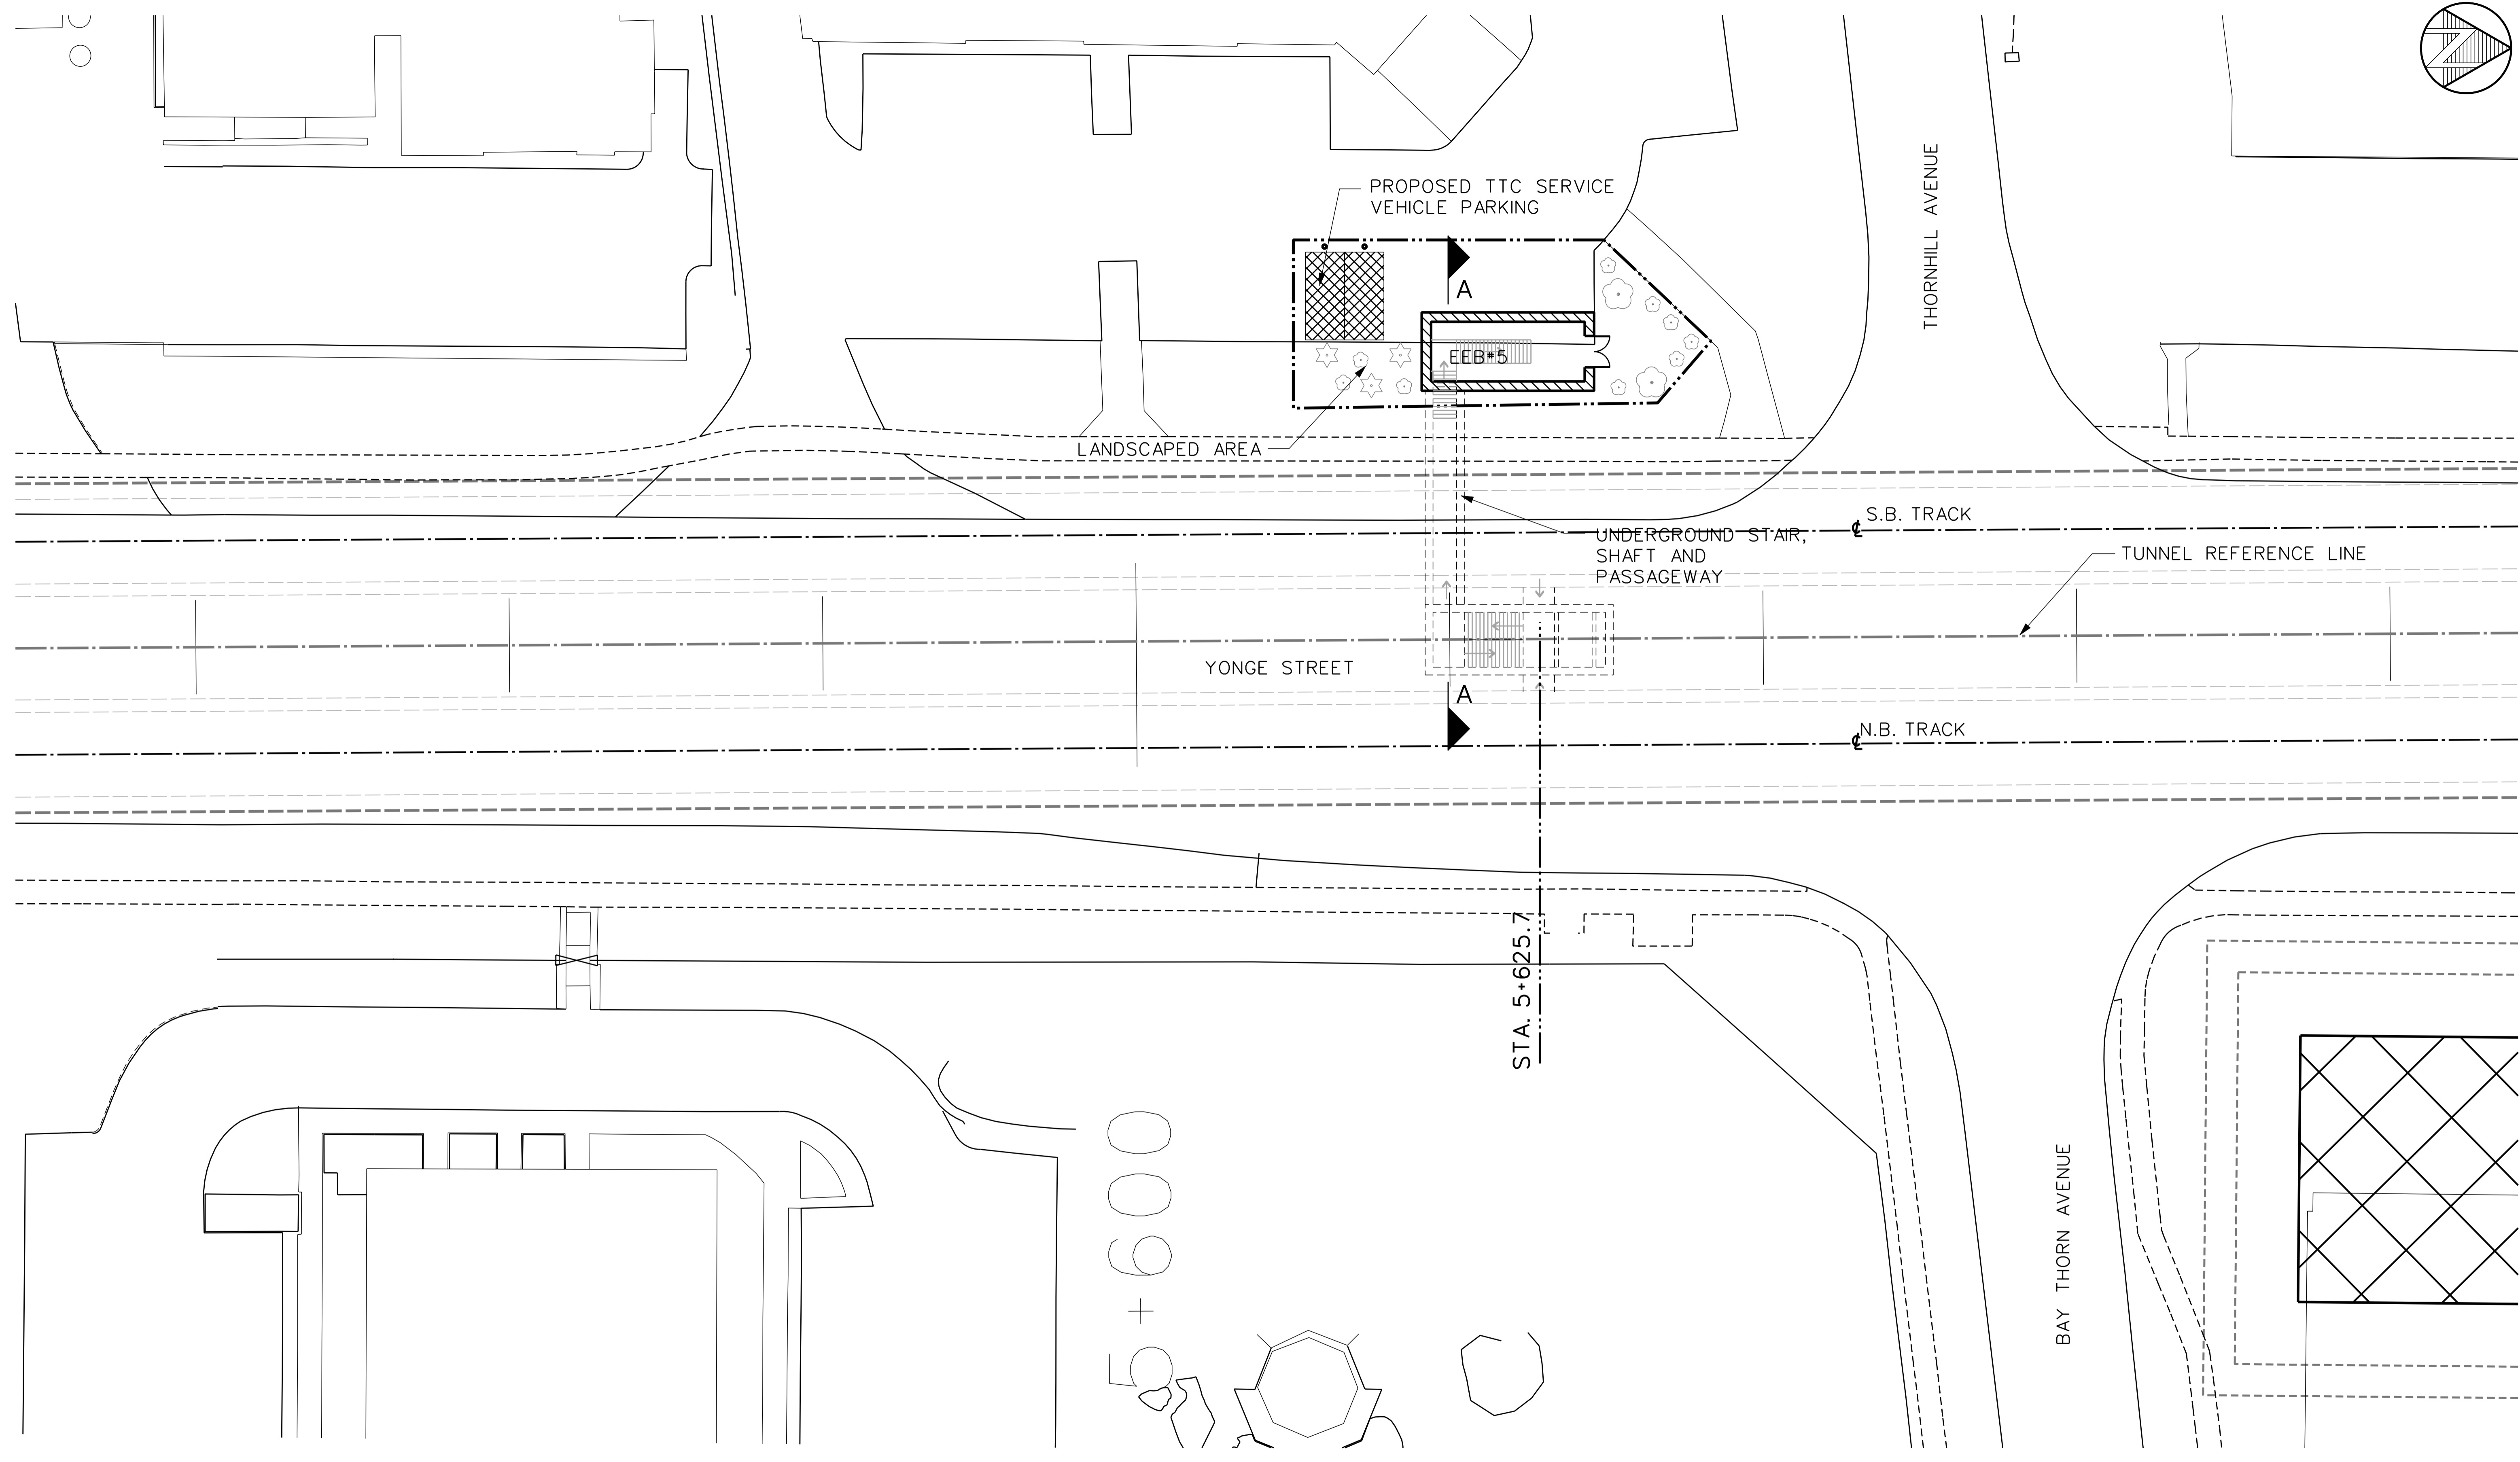 PROPOSED TTC SERVICE
VEHICLE PARKING
THORNHILL AVENUE
A
EEB#5
LANDSCAPED AREA
S.B. TRACK
UNDERGROUND STAIR,
SHAFT AND
PASSAGEWAY
TUNNEL REFERENCE LINE
YONGE STREET
A
N.B. TRACK
STA. 5+625.7
5+600
BAY THORN AVENUE
N